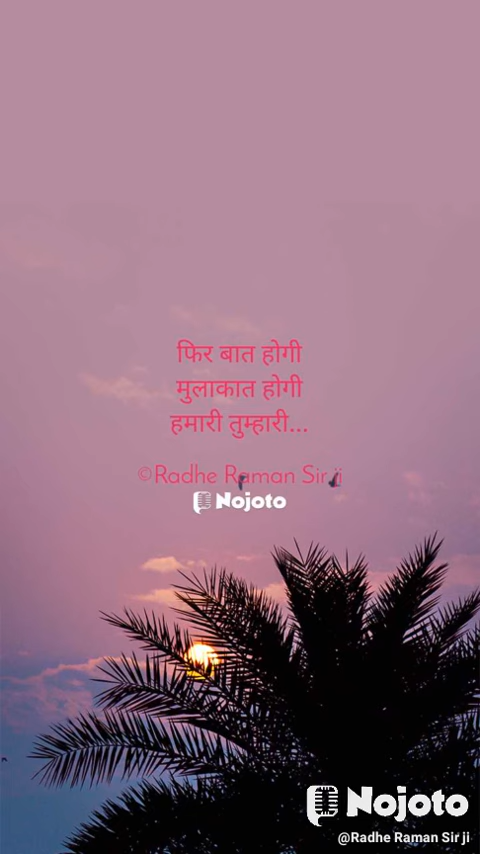 फिर बात होगी
मुलाकात होगी
हमारी तुम्हारी...
©Radhe Raman Sir ji
Nojoto
Nojoto
@Radhe Raman Sir ji